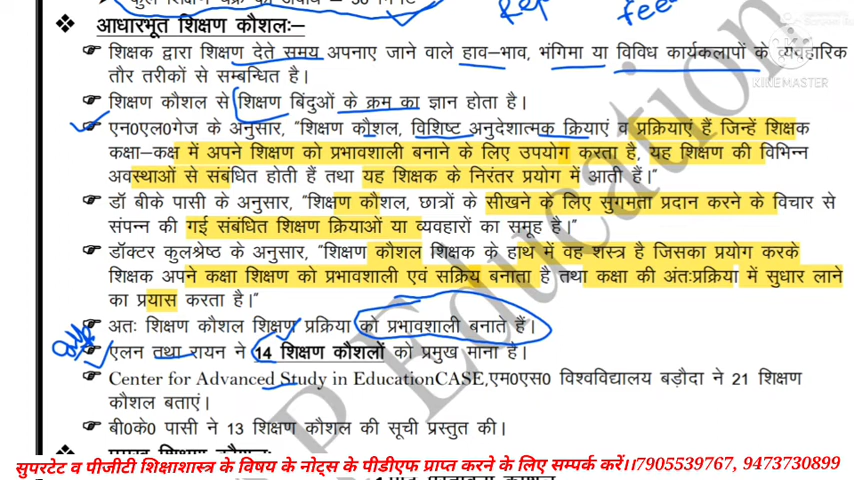 ❖ आधारभूत शिक्षण कौशलः–
☞ शिक्षक द्वारा शिक्षण देते समय अपनाए जाने वाले हाव–भाव, भंगिमा या विविध कार्यकलापों के व्यवहारिक
तौर तरीकों से सम्बन्धित है।
☞ शिक्षण कौशल से शिक्षण बिंदुओं के क्रम का ज्ञान होता है।
☞ एन0एल0गेज के अनुसार, "शिक्षण कौशल, विशिष्ट अनुदेशात्मक क्रियाएं व प्रक्रियाएं हैं जिन्हें शिक्षक
कक्षा–कक्ष में अपने शिक्षण को प्रभावशाली बनाने के लिए उपयोग करता है, यह शिक्षण की विभिन्न
अवस्थाओं से संबंधित होती हैं तथा यह शिक्षक के निरंतर प्रयोग में आती हैं।"
☞ डॉ बीके पासी के अनुसार, "शिक्षण कौशल, छात्रों के सीखने के लिए सुगमता प्रदान करने के विचार से
संपन्न की गई संबंधित शिक्षण क्रियाओं या व्यवहारों का समूह है।"
☞ डॉक्टर कुलश्रेष्ठ के अनुसार, "शिक्षण कौशल शिक्षक के हाथ में वह शस्त्र है जिसका प्रयोग करके
शिक्षक अपने कक्षा शिक्षण को प्रभावशाली एवं सक्रिय बनाता है तथा कक्षा की अंतःप्रक्रिया में सुधार लाने
का प्रयास करता है।"
☞ अतः शिक्षण कौशल शिक्षण प्रक्रिया को प्रभावशाली बनाते हैं।
☞ एलन तथा रायन ने 14 शिक्षण कौशलों को प्रमुख माना है।
☞ Center for Advanced Study in EducationCASE,एम0एस0 विश्वविद्यालय बड़ौदा ने 21 शिक्षण
कौशल बताएं।
☞ बी0के0 पासी ने 13 शिक्षण कौशल की सूची प्रस्तुत की।
सुपरटेट व पीजीटी शिक्षाशास्त्र के विषय के नोट्स के पीडीएफ प्राप्त करने के लिए सम्पर्क करें।।7905539767, 9473730899
KINEMASTER
Education